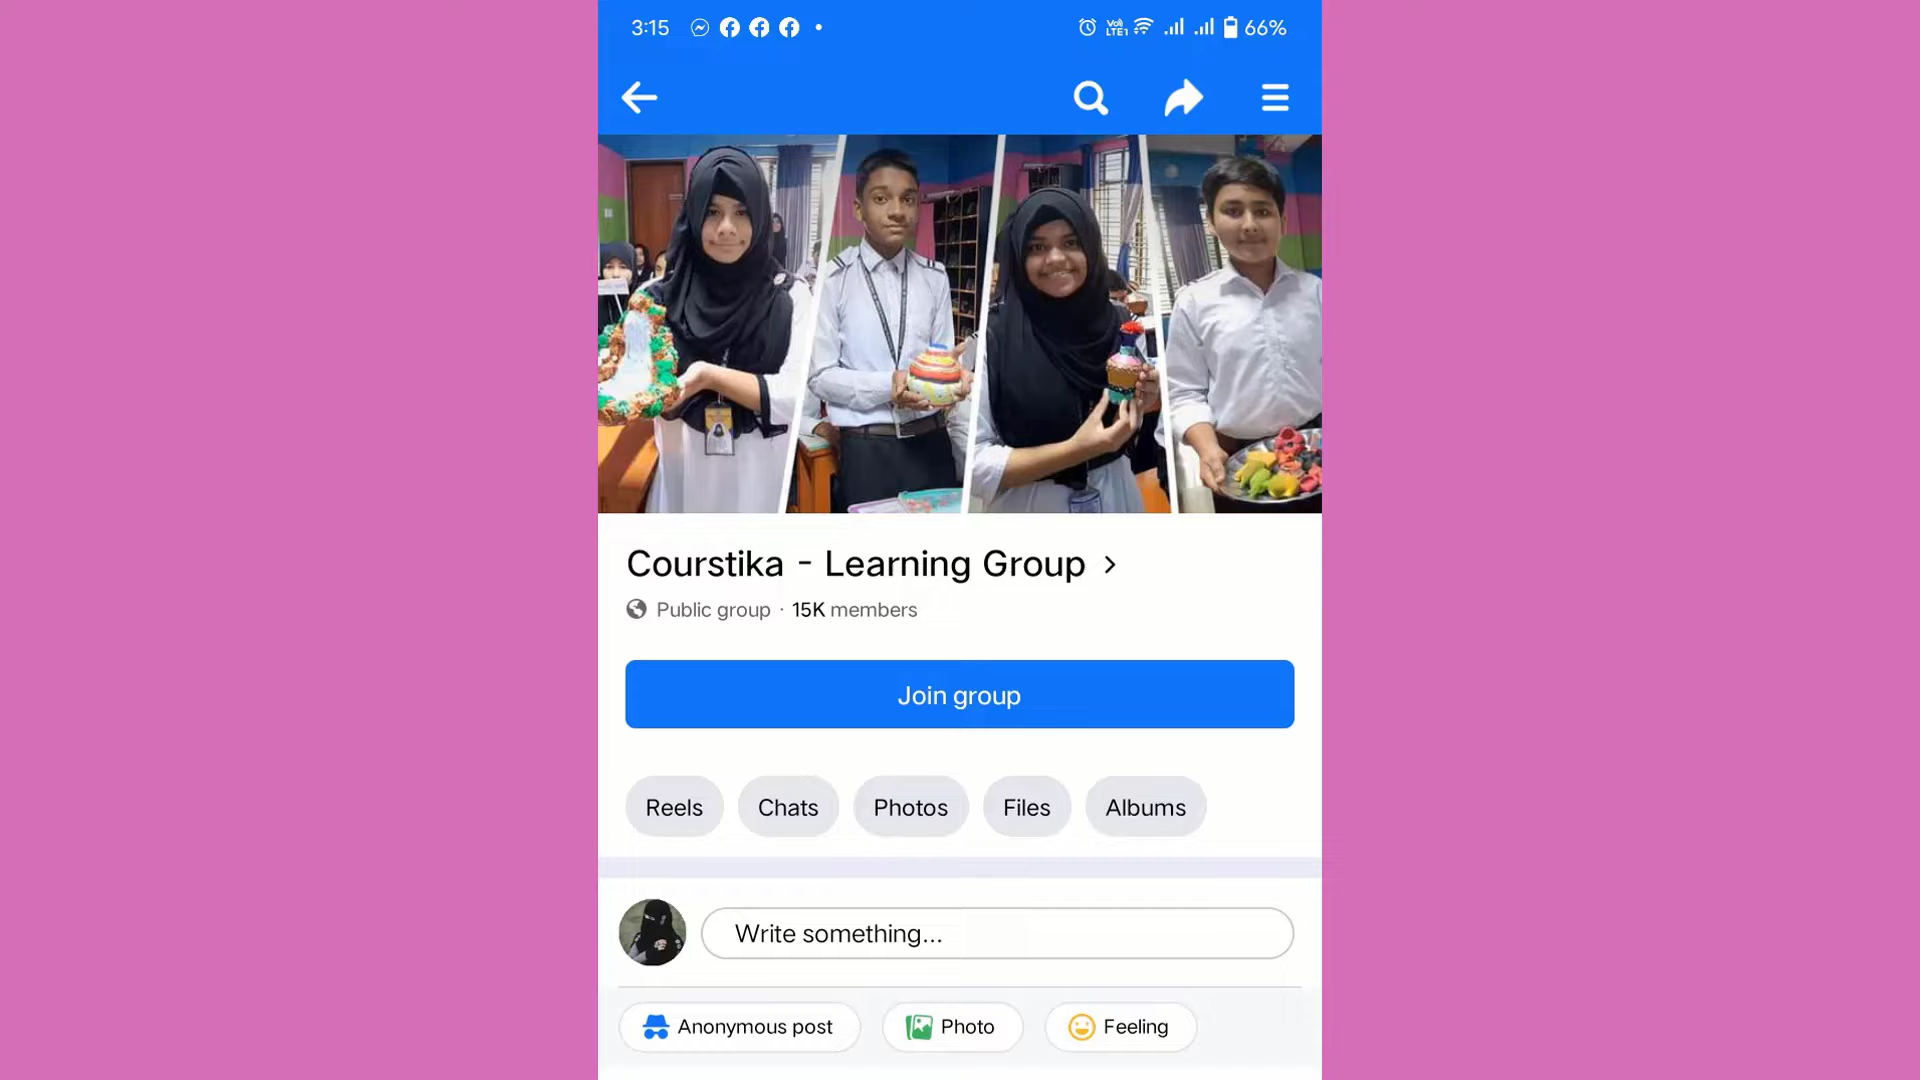 3:15 66%
Courstika - Learning Group
Public group · 15K members
Join group
Reels Chats Photos Files Albums
Write something...
Anonymous post Photo Feeling